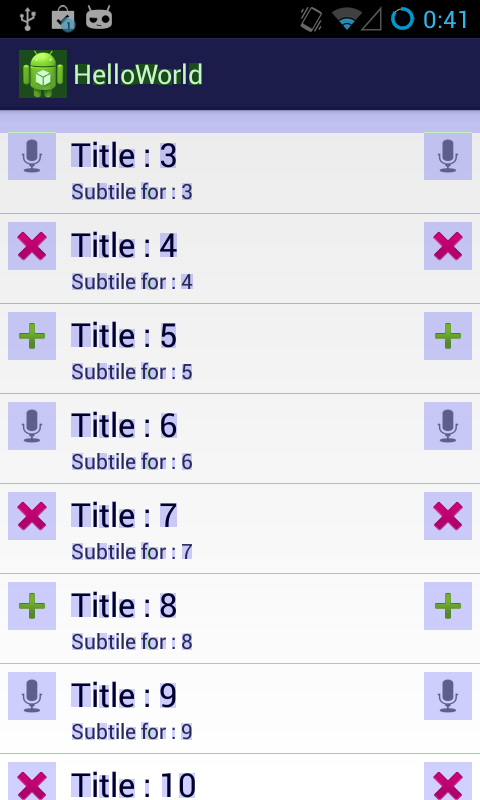 0:41
HelloWorld
Title : 3
Subtile for : 3
Title : 4
Subtile for : 4
Title : 5
Subtile for : 5
Title : 6
Subtile for : 6
Title : 7
Subtile for : 7
Title : 8
Subtile for : 8
Title : 9
Subtile for : 9
Title : 10